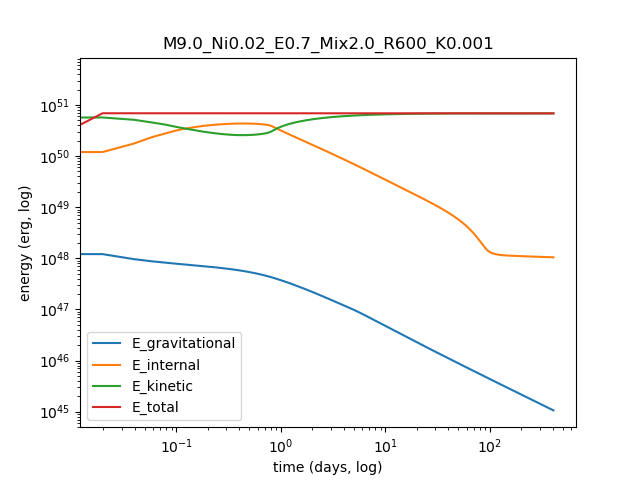 M9.0_Ni0.02_E0.7_Mix2.0_R600_K0.001
energy (erg, log)
10^51
10^50
10^49
10^48
10^47
10^46
10^45
E_gravitational
E_internal
E_kinetic
E_total
10^-1
10^0
10^1
10^2
time (days, log)